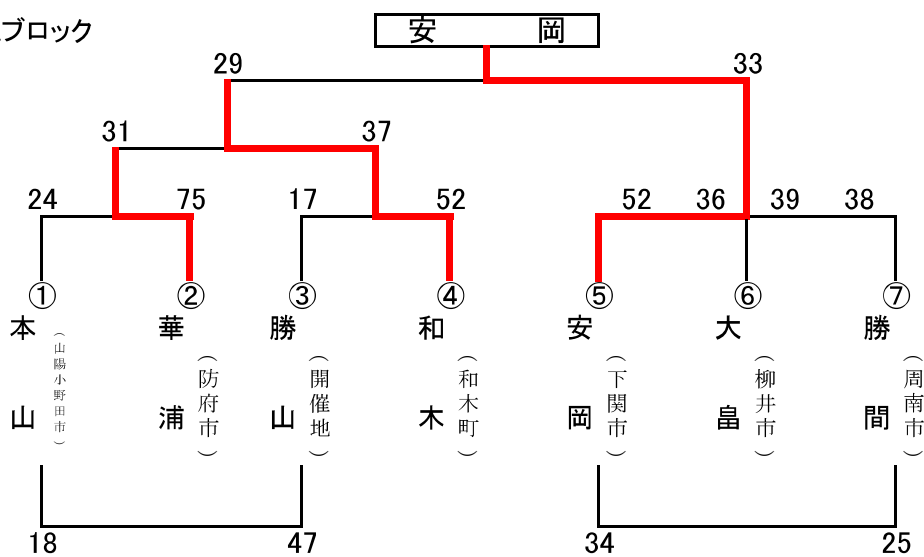 ブロック
安岡
29 33
31 37
24 75 17 52 52 36 39 38
① ② ③ ④ ⑤ ⑥ ⑦
本山（山陽小野田市）
華浦（防府市）
勝山（開催地）
和木（和木町）
安岡（下関市）
大畠（柳井市）
勝間（周南市）
18 47 34 25